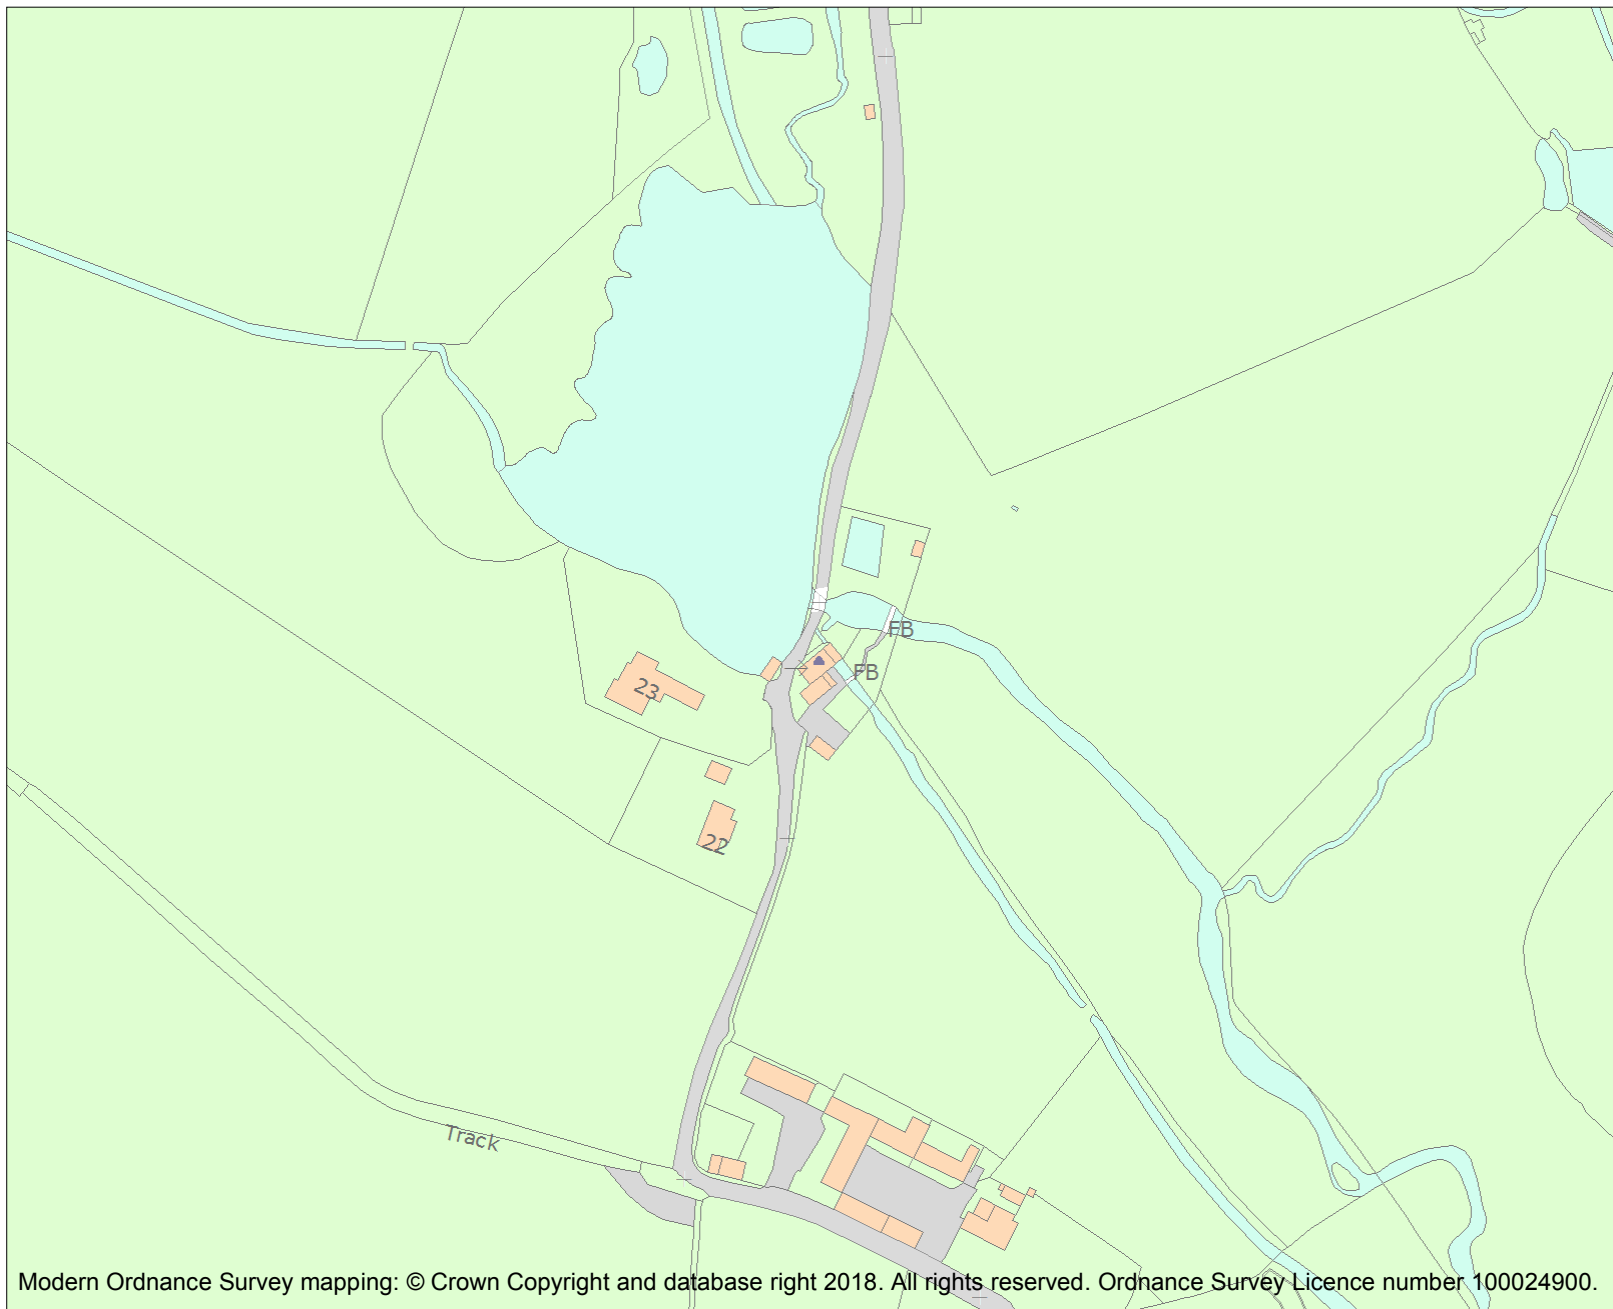 FB
FB
23
22
Track
Modern Ordnance Survey mapping: © Crown Copyright and database right 2018. All rights reserved. Ordnance Survey Licence number 100024900.